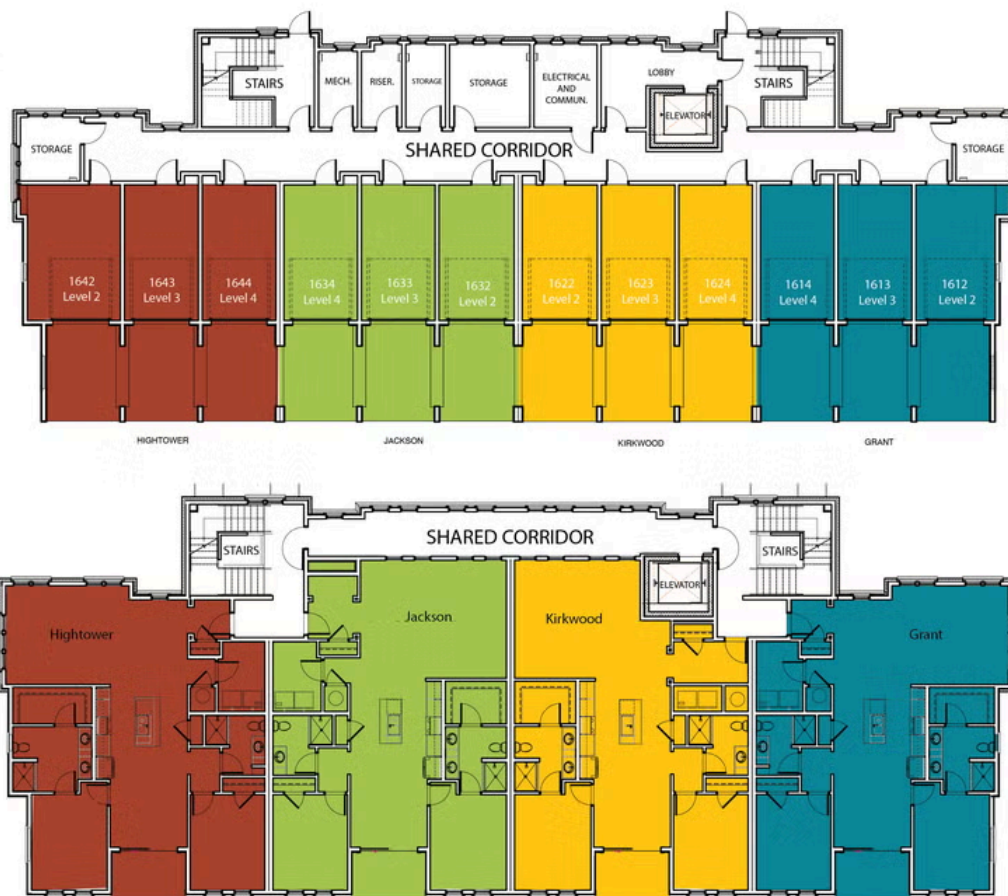 STAIRS
MECH.
RISER.
STORAGE
STORAGE
ELECTRICAL
AND
COMMUN.
LOBBY
ELEVATOR
STAIRS
STORAGE
SHARED CORRIDOR
STORAGE
1642
Level 2
1643
Level 3
1644
Level 4
1634
Level 4
1633
Level 3
1632
Level 2
1622
Level 2
1623
Level 3
1624
Level 4
1614
Level 4
1613
Level 3
1612
Level 2
HIGHTOWER
JACKSON
KIRKWOOD
GRANT
SHARED CORRIDOR
STAIRS
ELEVATOR
STAIRS
Hightower
Jackson
Kirkwood
Grant